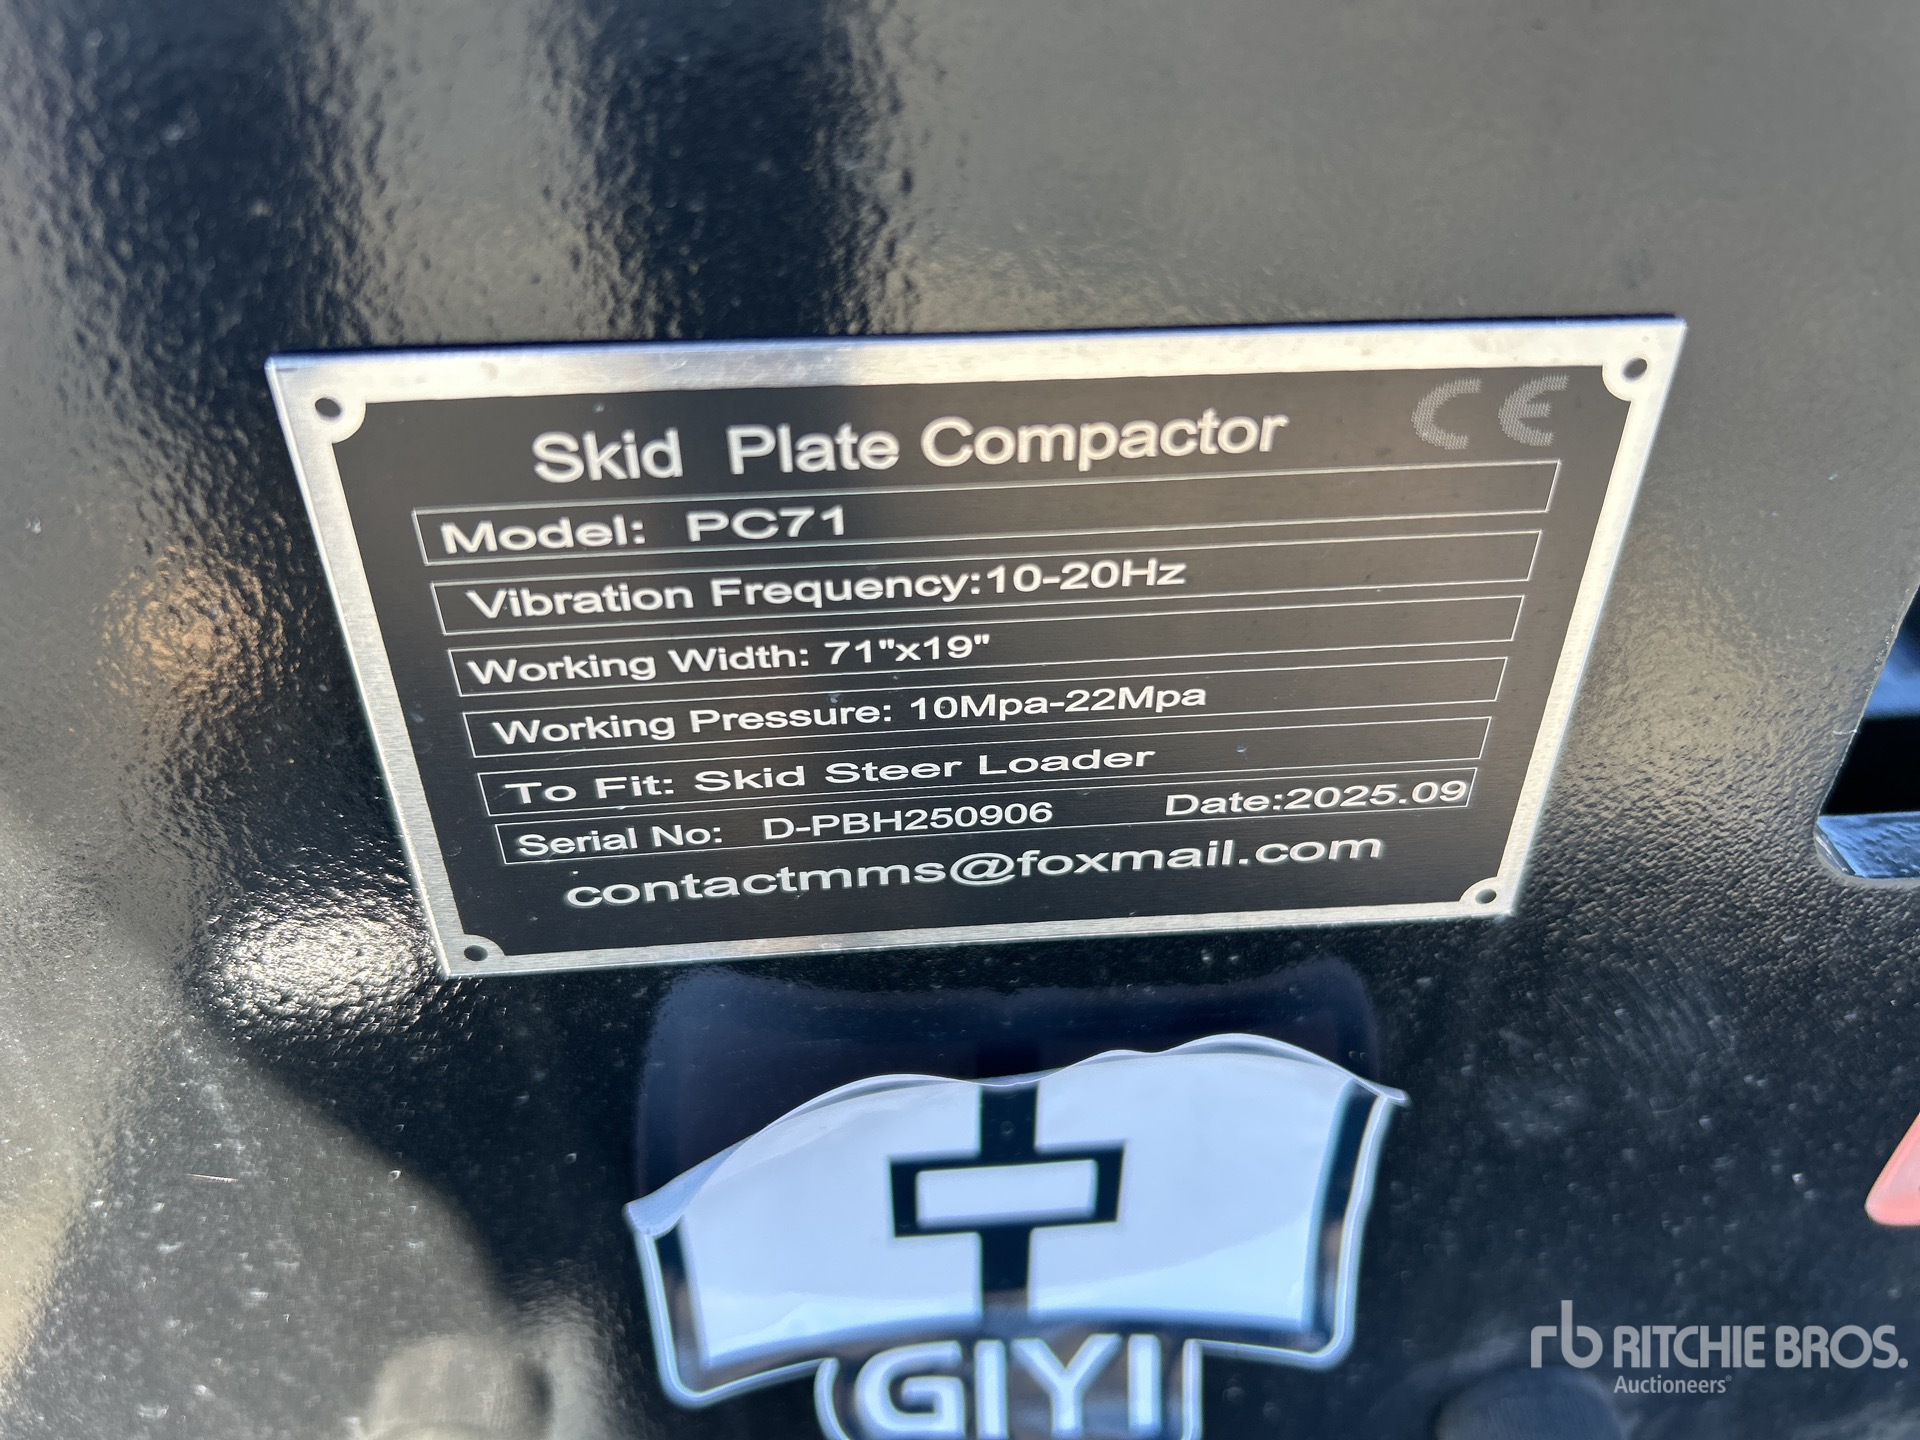 CE
Skid Plate Compactor
Model: PC71
Vibration Frequency:10-20Hz
Working Width: 71"x19"
Working Pressure: 10Mpa-22Mpa
To Fit: Skid Steer Loader
Serial No: D-PBH250906 Date:2025.09
contactmms@foxmail.com
GIYI
rb RITCHIE BROS.
Auctioneers